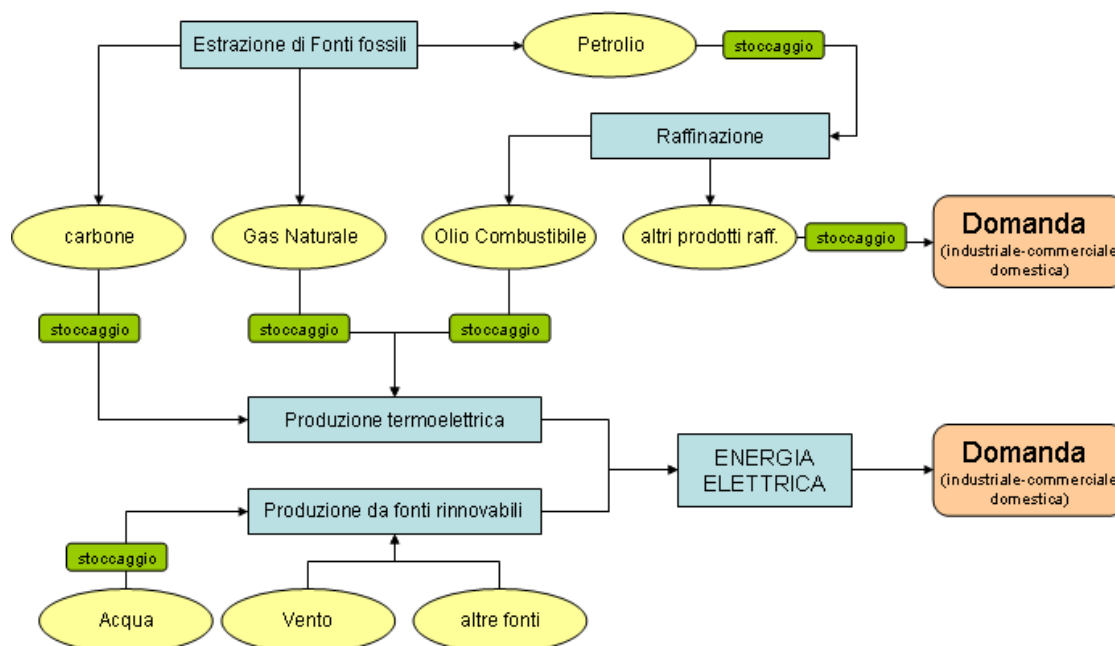 Estrazione di Fonti fossili
Petrolio
stoccaggio
Raffinazione
carbone
Gas Naturale
Olio Combustibile
altri prodotti raff.
stoccaggio
Domanda
(industriale-commerciale
domestica)
stoccaggio
stoccaggio
stoccaggio
Produzione termoelettrica
ENERGIA
ELETTRICA
Domanda
(industriale-commerciale
domestica)
Produzione da fonti rinnovabili
stoccaggio
Acqua
Vento
altre fonti